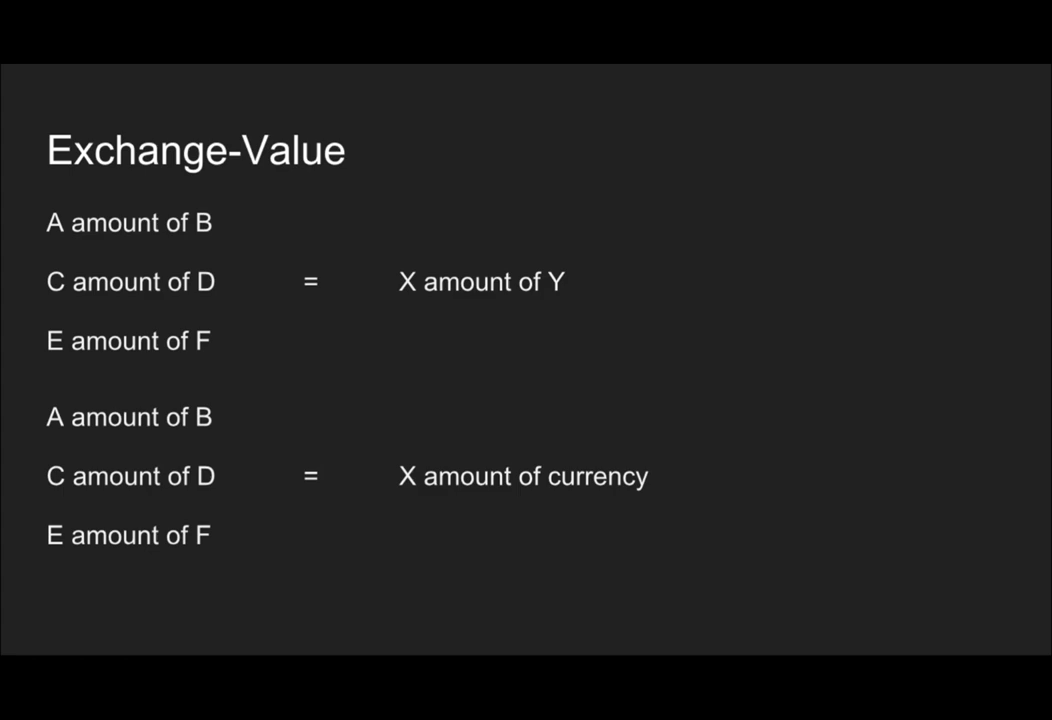 Exchange-Value
A amount of B
C amount of D = X amount of Y
E amount of F
A amount of B
C amount of D = X amount of currency
E amount of F